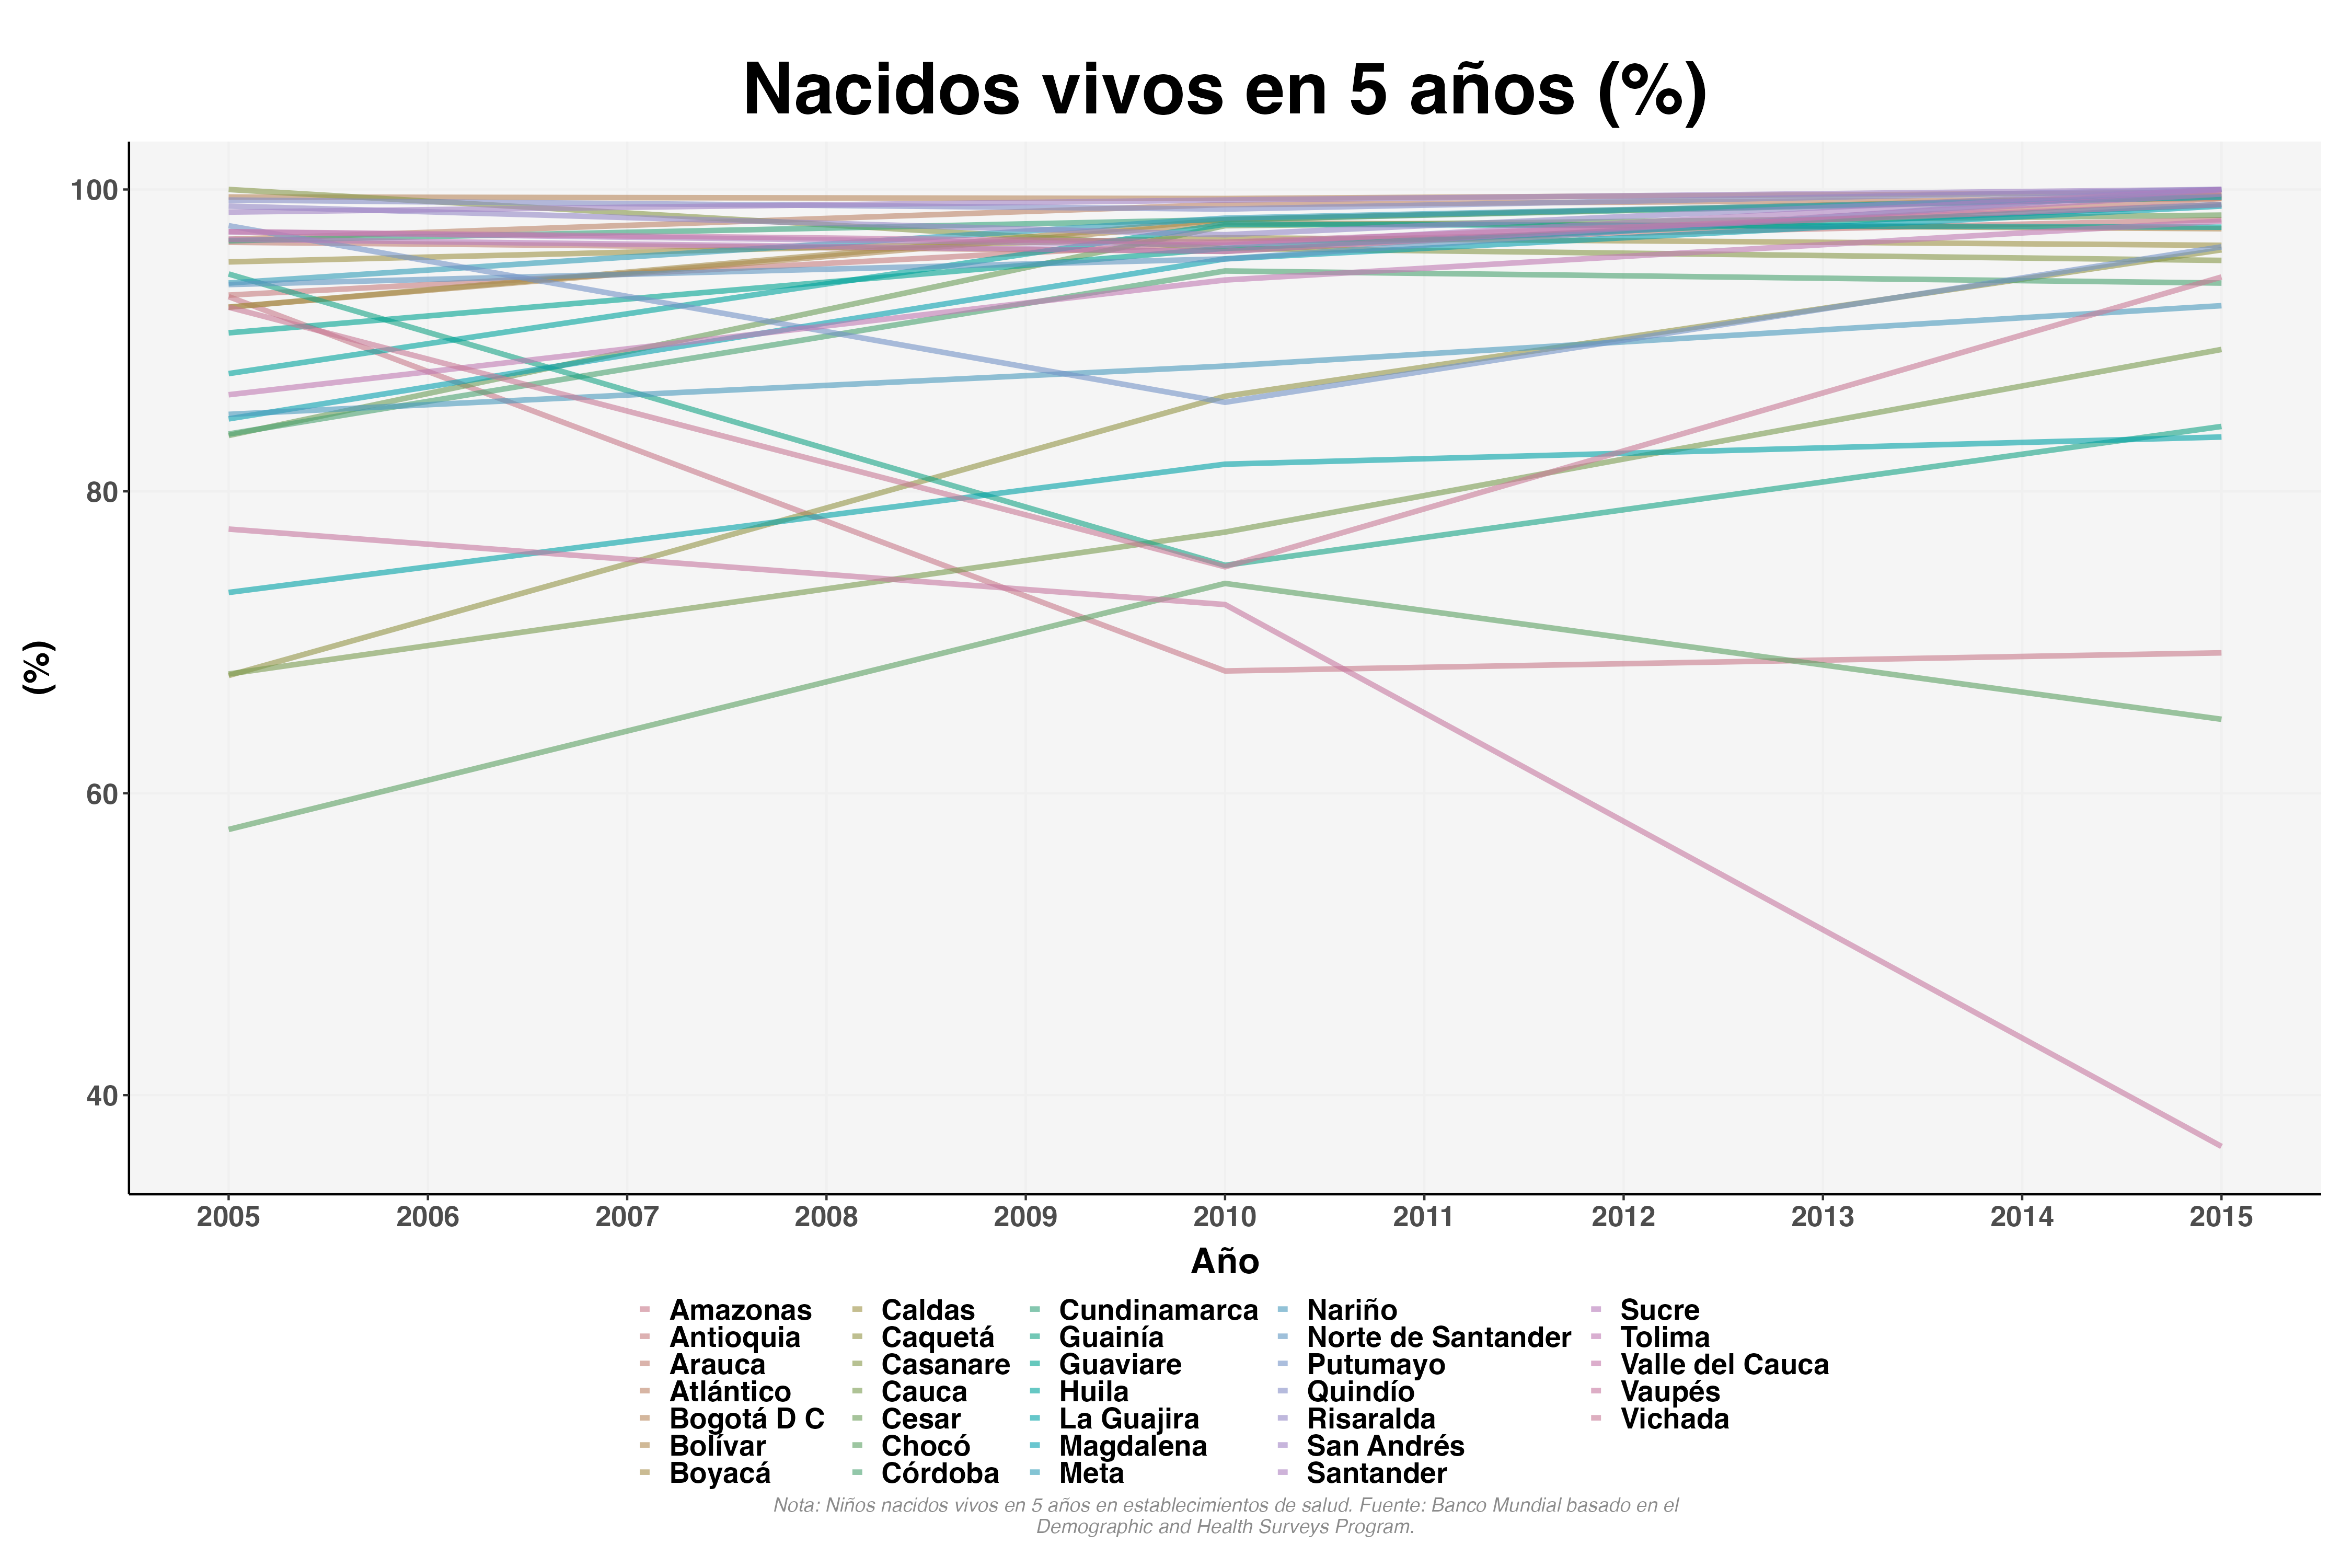 Nacidos vivos en 5 años (%)
(%)
100
80
60
40
2005 2006 2007 2008 2009 2010 2011 2012 2013 2014 2015
Año
Amazonas
Antioquia
Arauca
Atlántico
Bogotá D C
Bolívar
Boyacá
Caldas
Caquetá
Casanare
Cauca
Cesar
Chocó
Córdoba
Cundinamarca
Guainía
Guaviare
Huila
La Guajira
Magdalena
Meta
Nariño
Norte de Santander
Putumayo
Quindío
Risaralda
San Andrés
Santander
Sucre
Tolima
Valle del Cauca
Vaupés
Vichada
Nota: Niños nacidos vivos en 5 años en establecimientos de salud. Fuente: Banco Mundial basado en el
Demographic and Health Surveys Program.